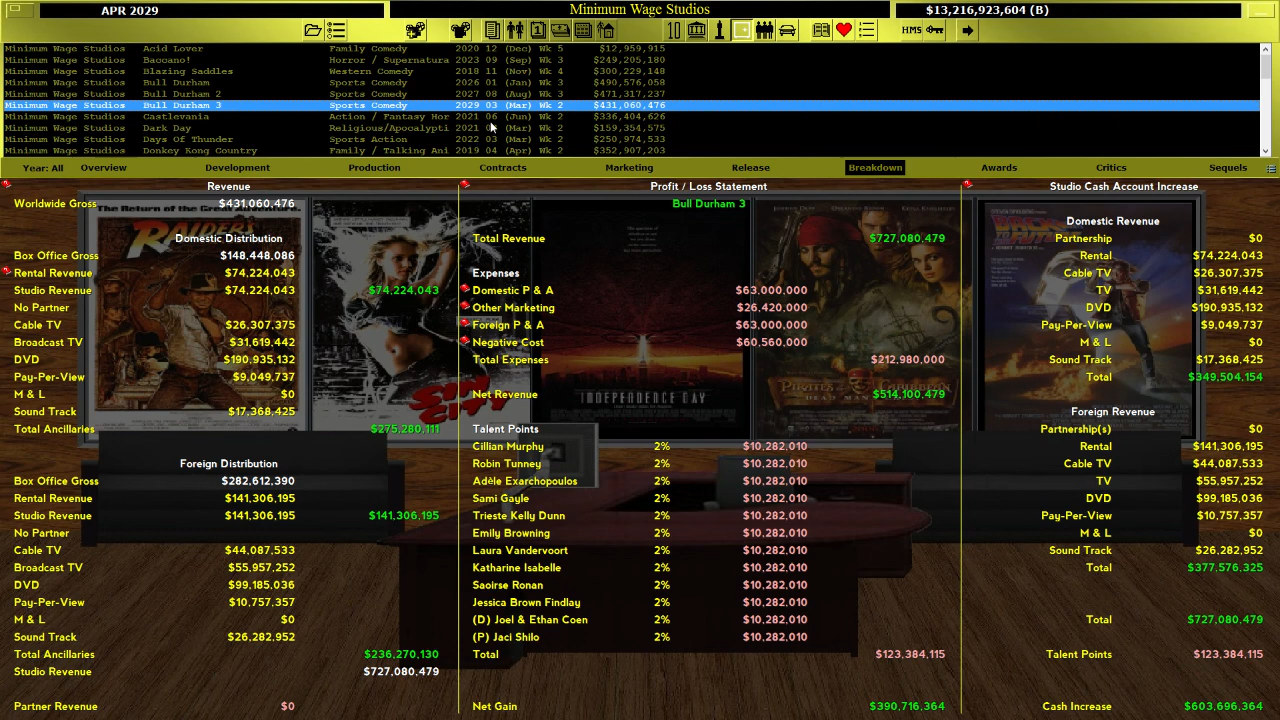 APR 2029 Minimum Wage Studios $13,216,923,604 (B)
10 HMS
Minimum Wage Studios Acid Lover Family Comedy 2020 12 (Dec) Wk 5 $12,959,915
Minimum Wage Studios Baccano! Horror / Supernatura 2023 09 (Sep) Wk 3 $249,205,180
Minimum Wage Studios Blazing Saddles Western Comedy 2018 11 (Nov) Wk 4 $300,229,148
Minimum Wage Studios Bull Durham Sports Comedy 2026 01 (Jan) Wk 3 $490,576,058
Minimum Wage Studios Bull Durham 2 Sports Comedy 2027 08 (Aug) Wk 3 $471,317,237
Minimum Wage Studios Bull Durham 3 Sports Comedy 2029 03 (Mar) Wk 2 $431,060,476
Minimum Wage Studios Castlevania Action / Fantasy Hor 2021 06 (Jun) Wk 2 $336,404,626
Minimum Wage Studios Dark Day Religious/Apocalypti 2021 (Mar) Wk 2 $159,354,575
Minimum Wage Studios Days Of Thunder Sports Action 2022 03 (Mar) Wk 2 $250,974,533
Minimum Wage Studios Donkey Kong Country Family / Talking Ani 2019 04 (Apr) Wk 2 $352,907,203
Year: All Overview Development Production Contracts Marketing Release Breakdown Awards Critics Sequels
Revenue
Worldwide Gross $431,060,476
Domestic Distribution
Box Office Gross $148,448,086
Rental Revenue $74,224,043
Studio Revenue $74,224,043 $74,224,043
No Partner
Cable TV $26,307,375
Broadcast TV $31,619,442
DVD $190,935,132
Pay-Per-View $9,049,737
M & L $0
Sound Track $17,368,425
Total Ancillaries $275,280,111
Foreign Distribution
Box Office Gross $282,612,390
Rental Revenue $141,306,195
Studio Revenue $141,306,195 $141,306,195
No Partner
Cable TV $44,087,533
Broadcast TV $55,957,252
DVD $99,185,036
Pay-Per-View $10,757,357
M & L $0
Sound Track $26,282,952
Total Ancillaries $236,270,130
Studio Revenue $727,080,479
Partner Revenue $0
Profit / Loss Statement
Bull Durham 3
Total Revenue $727,080,479
Expenses
Domestic P & A $63,000,000
Other Marketing $26,420,000
Foreign P & A $63,000,000
Negative Cost $60,560,000
Total Expenses $212,980,000
Net Revenue $514,100,479
Talent Points
Cillian Murphy 2% $10,282,010
Robin Tunney 2% $10,282,010
Adèle Exarchopoulos 2% $10,282,010
Sami Gayle 2% $10,282,010
Trieste Kelly Dunn 2% $10,282,010
Emily Browning 2% $10,282,010
Laura Vandervoort 2% $10,282,010
Katharine Isabelle 2% $10,282,010
Saoirse Ronan 2% $10,282,010
Jessica Brown Findlay 2% $10,282,010
(D) Joel & Ethan Coen 2% $10,282,010
(P) Jaci Shilo 2% $10,282,010
Total $123,384,115
Net Gain $390,716,364
Studio Cash Account Increase
Domestic Revenue
Partnership $0
Rental $74,224,043
Cable TV $26,307,375
TV $31,619,442
DVD $190,935,132
Pay-Per-View $9,049,737
M & L $0
Sound Track $17,368,425
Total $349,504,154
Foreign Revenue
Partnership(s) $0
Rental $141,306,195
Cable TV $44,087,533
TV $55,957,252
DVD $99,185,036
Pay-Per-View $10,757,357
M & L $0
Sound Track $26,282,952
Total $377,576,325
Total $727,080,479
Talent Points $123,384,115
Cash Increase $603,696,364
The Return of the Great Adventure.
SIN CITY
INDEPENDENCE DAY
PIRATES of the CARIBBEAN
DEAD MAN'S